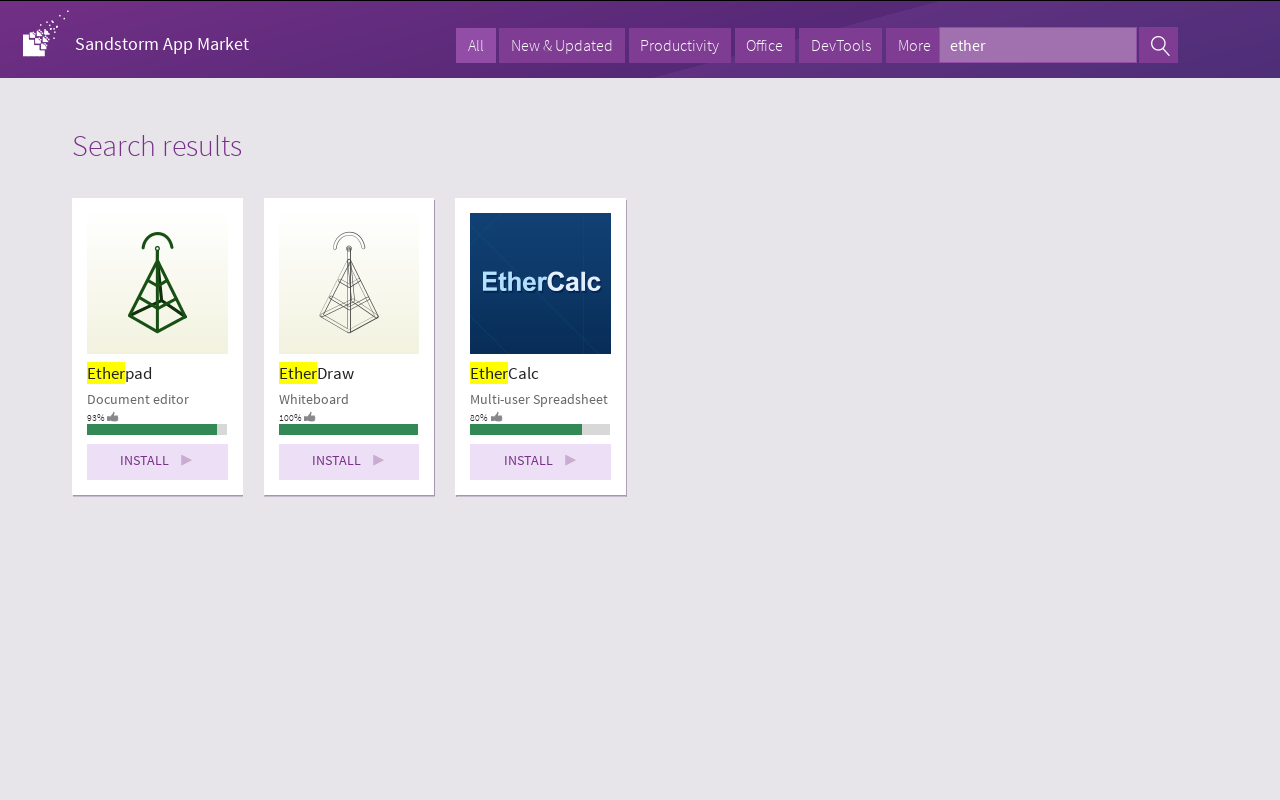 Sandstorm App Market
All New & Updated Productivity Office DevTools More ether
Search results
EtherCalc
Etherpad
EtherDraw
EtherCalc
Document editor
Whiteboard
Multi-user Spreadsheet
93%
100%
80%
INSTALL
INSTALL
INSTALL